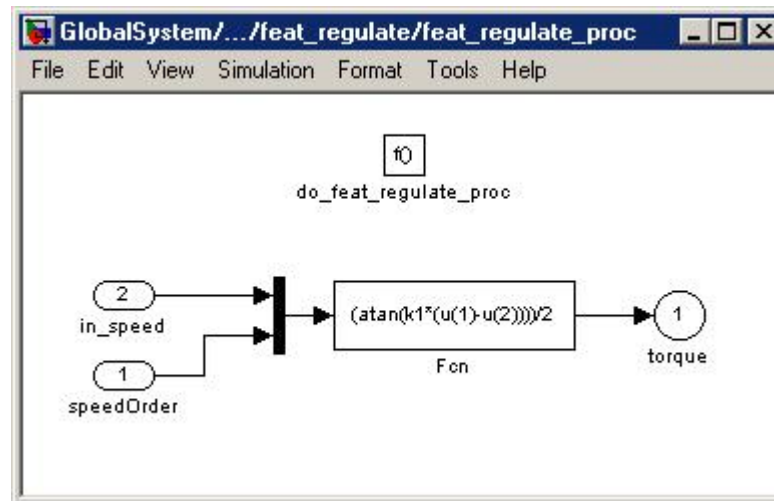 GlobalSystem/.../feat_regulate/feat_regulate_proc
File Edit View Simulation Format Tools Help
f()
do_feat_regulate_proc
2
in_speed
1
speedOrder
(atan(k1*(u(1)-u(2))))/2
Fcn
1
torque